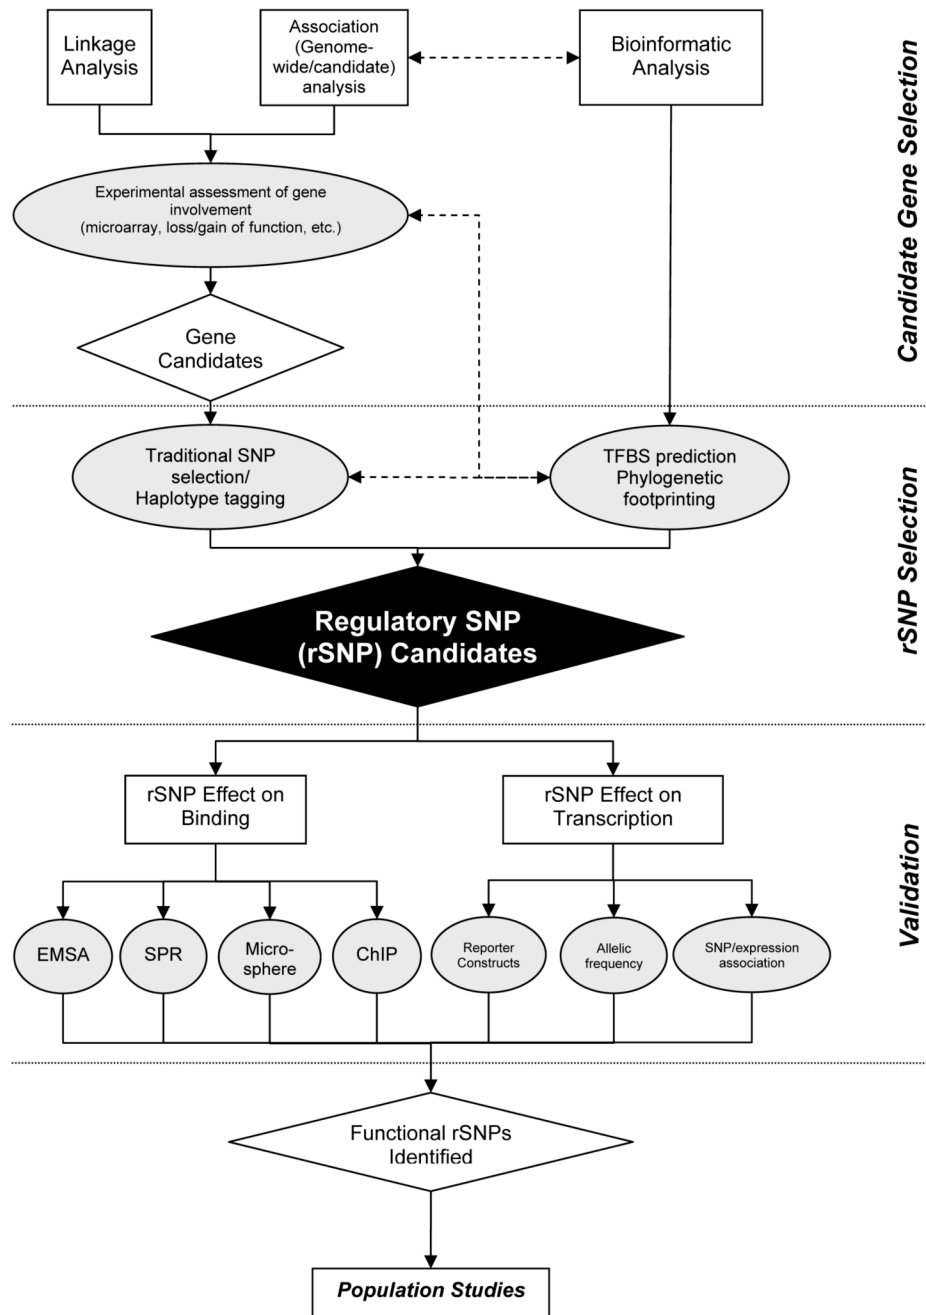 Linkage
Analysis
Association
(Genome-
wide/candidate)
analysis
Bioinformatic
Analysis
Candidate Gene Selection
Experimental assessment of gene
involvement
(microarray, loss/gain of function, etc.)
Gene
Candidates
Traditional SNP
selection/
Haplotype tagging
TFBS prediction
Phylogenetic
footprinting
rSNP Selection
Regulatory SNP
(rSNP) Candidates
rSNP Effect on
Binding
rSNP Effect on
Transcription
Validation
EMSA
SPR
Micro-
sphere
ChIP
Reporter
Constructs
Allelic
frequency
SNP/expression
association
Functional rSNPs
Identified
Population Studies